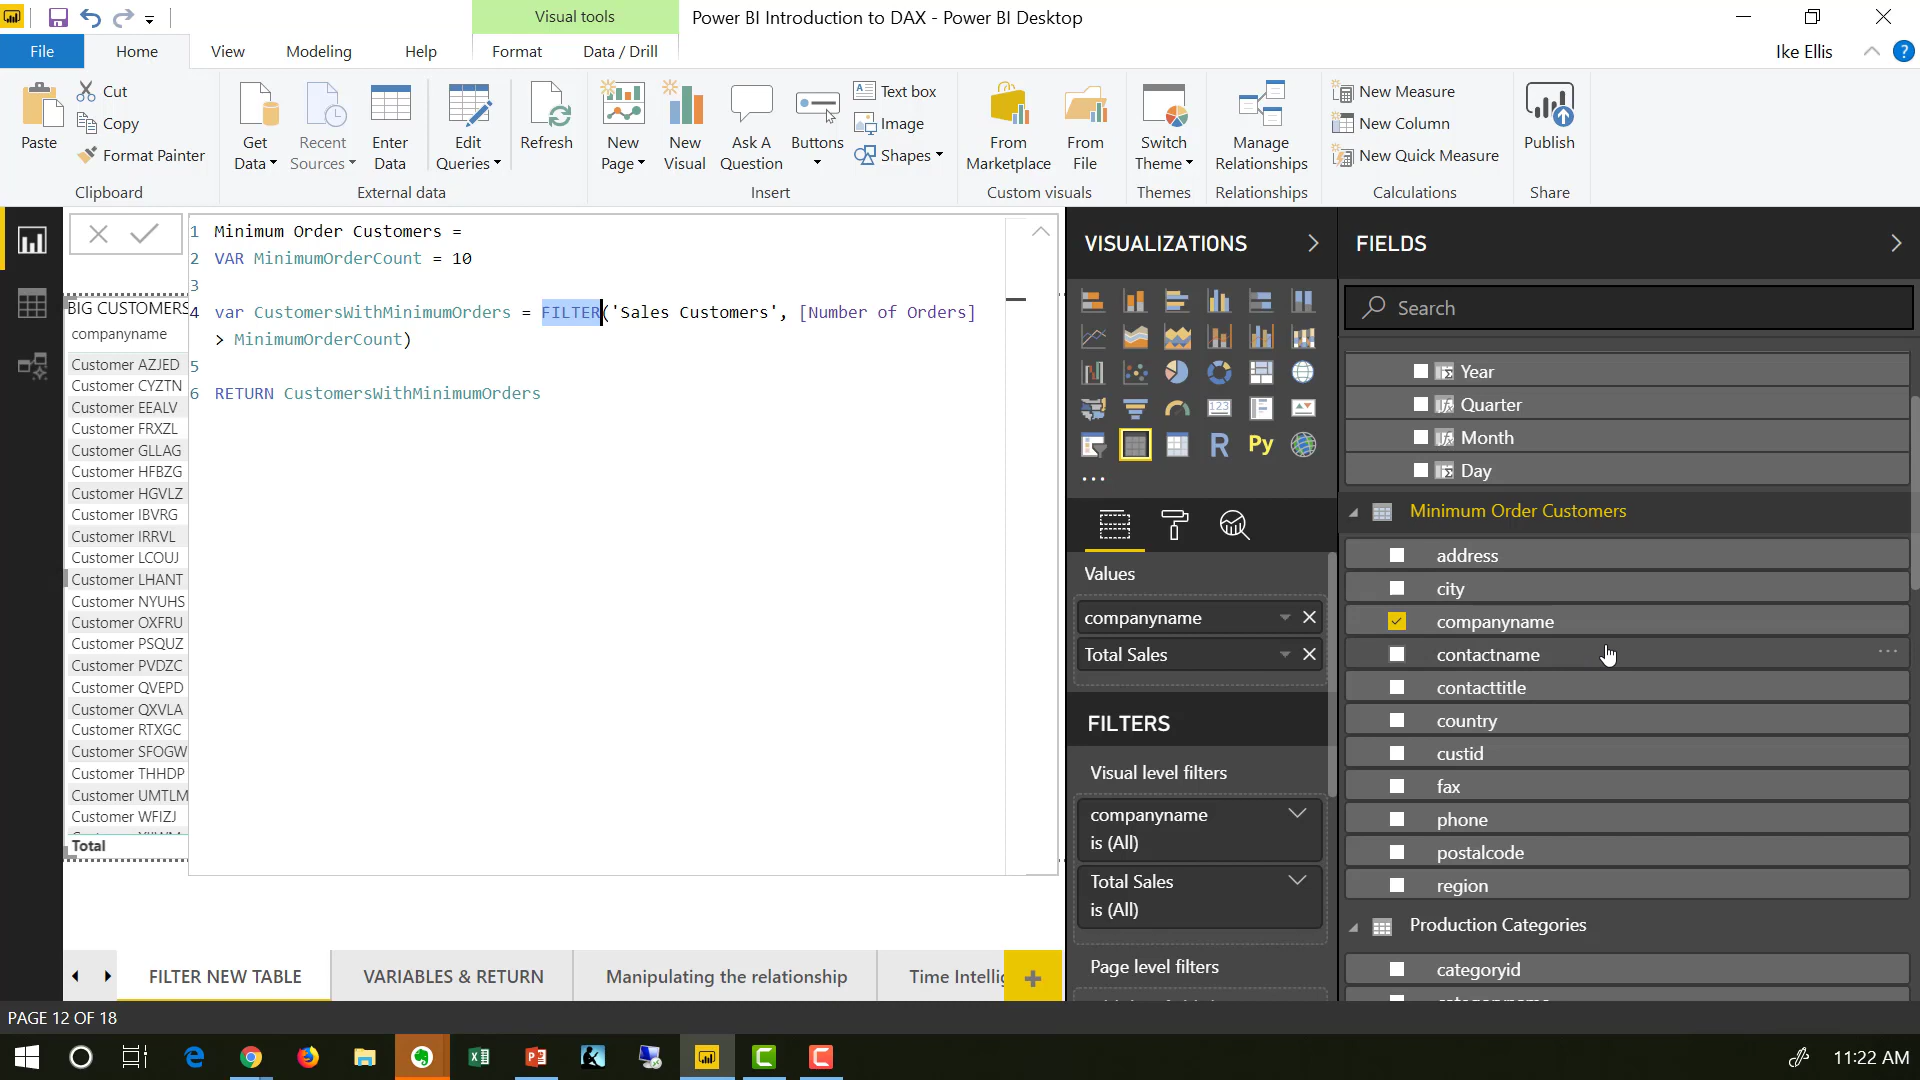 Visual tools
Power BI Introduction to DAX - Power BI Desktop
File
Home
View
Modeling
Help
Format
Data / Drill
Ike Ellis
?
Paste
Cut
Copy
Format Painter
Clipboard
Get Data
Recent Sources
Enter Data
Edit Queries
Refresh
External data
New Page
New Visual
Ask A Question
Buttons
Text box
Image
Shapes
Insert
From Marketplace
From File
Custom visuals
Switch Theme
Themes
Manage Relationships
Relationships
New Measure
New Column
New Quick Measure
Calculations
Publish
Share
1 Minimum Order Customers =
2 VAR MinimumOrderCount = 10
3
4 var CustomersWithMinimumOrders = FILTER('Sales Customers', [Number of Orders]
> MinimumOrderCount)
5
6 RETURN CustomersWithMinimumOrders
BIG CUSTOMERS
companyname
Customer AZJED
Customer CYZTN
Customer EEALV
Customer FRXZL
Customer GLLAG
Customer HFBZG
Customer HGVLZ
Customer IBVRG
Customer IRRVL
Customer LCOUJ
Customer LHANT
Customer NYUHS
Customer OXFRU
Customer PSQUZ
Customer PVDZC
Customer QVEPD
Customer QXVLA
Customer RTXGC
Customer SFOGW
Customer THHDP
Customer UMTLM
Customer WFIZJ
Total
VISUALIZATIONS
123
R
Py
Values
companyname
Total Sales
FILTERS
Visual level filters
companyname
is (All)
Total Sales
is (All)
Page level filters
FIELDS
Search
Year
Quarter
Month
Day
Minimum Order Customers
address
city
companyname
contactname
contacttitle
country
custid
fax
phone
postalcode
region
Production Categories
categoryid
FILTER NEW TABLE
VARIABLES & RETURN
Manipulating the relationship
Time Intellig
PAGE 12 OF 18
11:22 AM